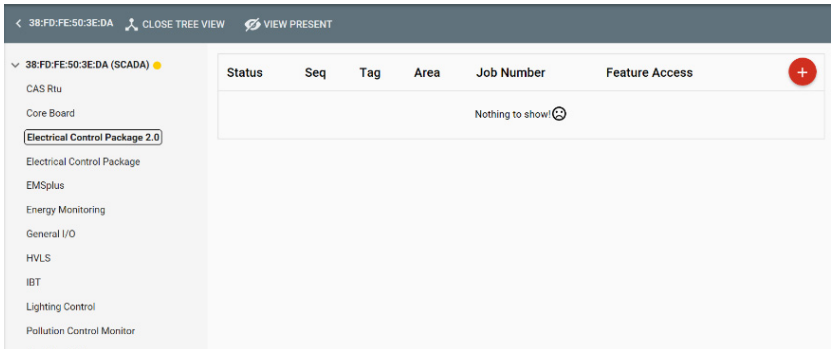 38:FD:FE:50:3E:DA CLOSE TREE VIEW VIEW PRESENT
38:FD:FE:50:3E:DA (SCADA)
CAS Rtu
Core Board
Electrical Control Package 2.0
Electrical Control Package
EMSplus
Energy Monitoring
General I/O
HVLS
IBT
Lighting Control
Pollution Control Monitor
Status Seq Tag Area Job Number Feature Access
Nothing to show!